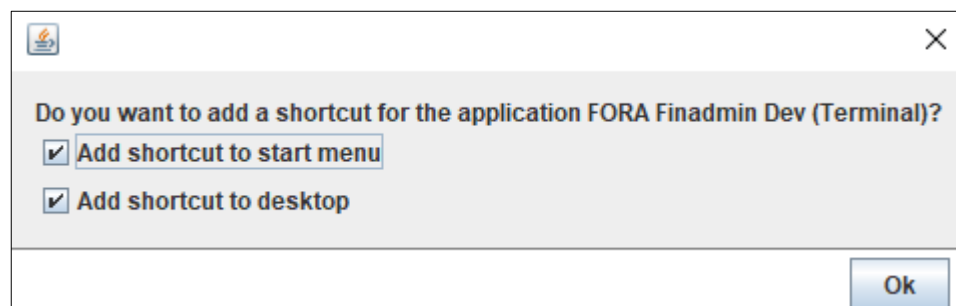 Do you want to add a shortcut for the application FORA Finadmin Dev (Terminal)?
Add shortcut to start menu
Add shortcut to desktop
Ok